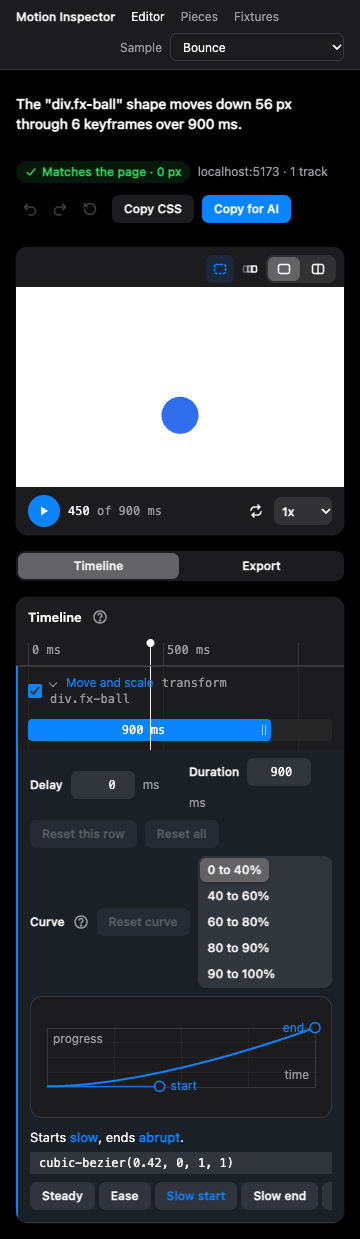 Motion Inspector Editor Pieces Fixtures
Sample Bounce
The "div.fx-ball" shape moves down 56 px
through 6 keyframes over 900 ms.
Matches the page · 0 px localhost:5173 · 1 track
Copy CSS Copy for AI
450 of 900 ms 1x
Timeline Export
Timeline ?
0 ms 500 ms
Move and scale transform
div.fx-ball
900 ms
Delay 0 ms Duration 900
ms
Reset this row Reset all
0 to 40%
40 to 60%
Curve ? Reset curve 60 to 80%
80 to 90%
90 to 100%
end
progress
time
start
Starts slow, ends abrupt.
cubic-bezier(0.42, 0, 1, 1)
Steady Ease Slow start Slow end